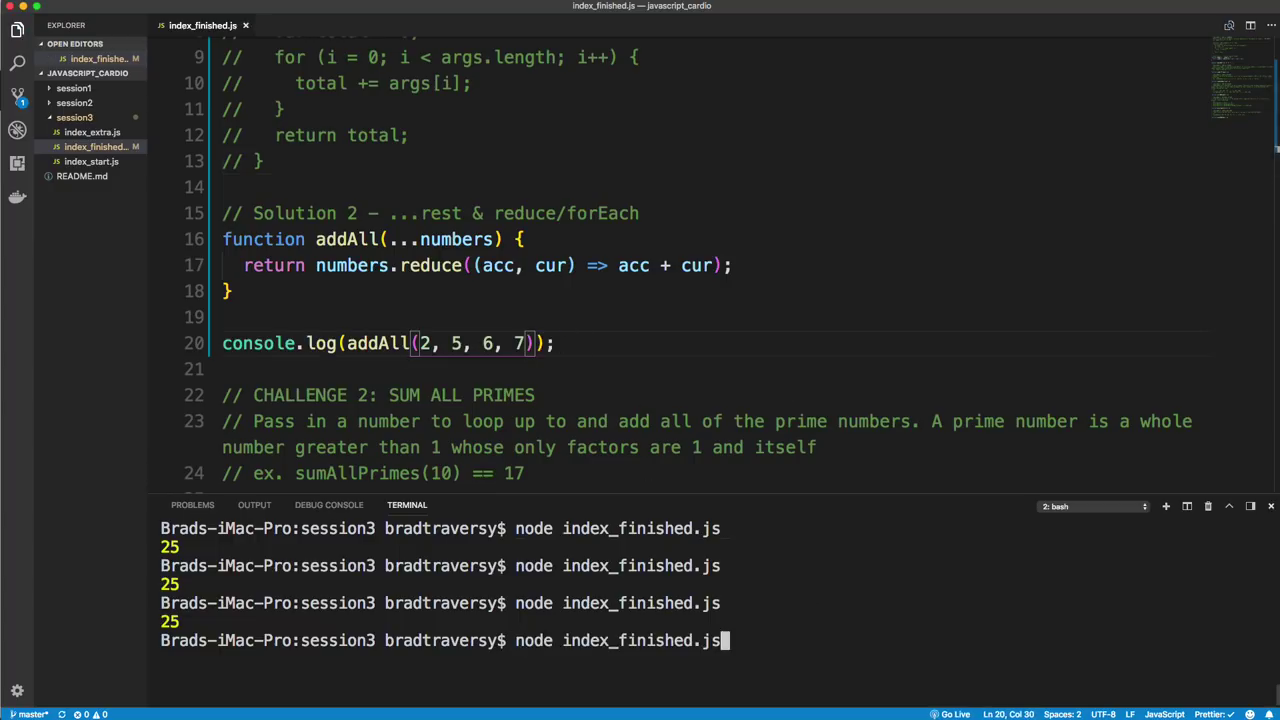 index_finished.js — javascript_cardio
EXPLORER
index_finished.js ×
OPEN EDITORS
index_finishe... M
JAVASCRIPT_CARDIO
session1
session2
session3
index_extra.js
index_finished... M
index_start.js
README.md
1
9 // for (i = 0; i < args.length; i++) {
10 // total += args[i];
11 // }
12 // return total;
13 // }
14
15 // Solution 2 – ...rest & reduce/forEach
16 function addAll(...numbers) {
17 return numbers.reduce((acc, cur) => acc + cur);
18 }
19
20 console.log(addAll(2, 5, 6, 7));
21
22 // CHALLENGE 2: SUM ALL PRIMES
23 // Pass in a number to loop up to and add all of the prime numbers. A prime number is a whole
number greater than 1 whose only factors are 1 and itself
24 // ex. sumAllPrimes(10) == 17
PROBLEMS OUTPUT DEBUG CONSOLE TERMINAL 2: bash
Brads-iMac-Pro:session3 bradtraversy$ node index_finished.js
25
Brads-iMac-Pro:session3 bradtraversy$ node index_finished.js
25
Brads-iMac-Pro:session3 bradtraversy$ node index_finished.js
25
Brads-iMac-Pro:session3 bradtraversy$ node index_finished.js
master* 0 0 Go Live Ln 20, Col 30 Spaces: 2 UTF-8 LF JavaScript Prettier: ✓